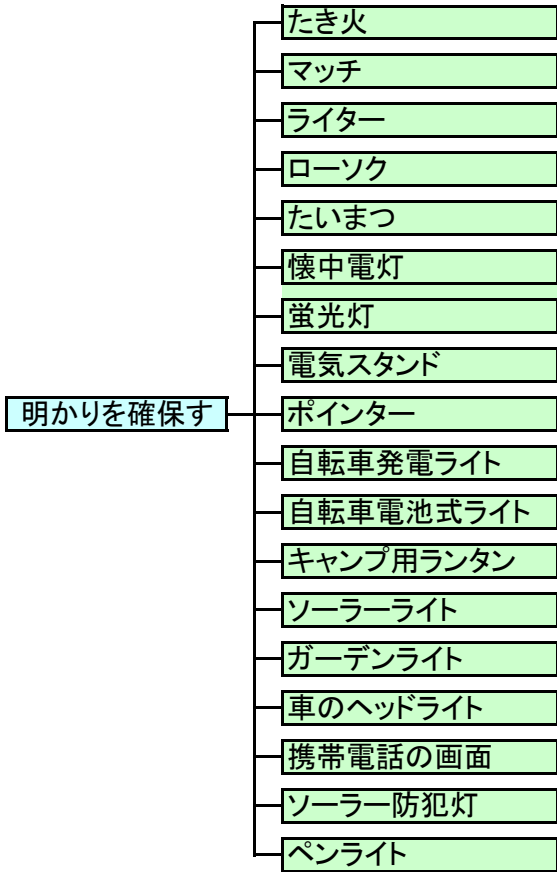 たき火
マッチ
ライター
ローソク
たいまつ
懐中電灯
蛍光灯
電気スタンド
明かりを確保す
ポインター
自転車発電ライト
自転車電池式ライト
キャンプ用ランタン
ソーラーライト
ガーデンライト
車のヘッドライト
携帯電話の画面
ソーラー防犯灯
ペンライト